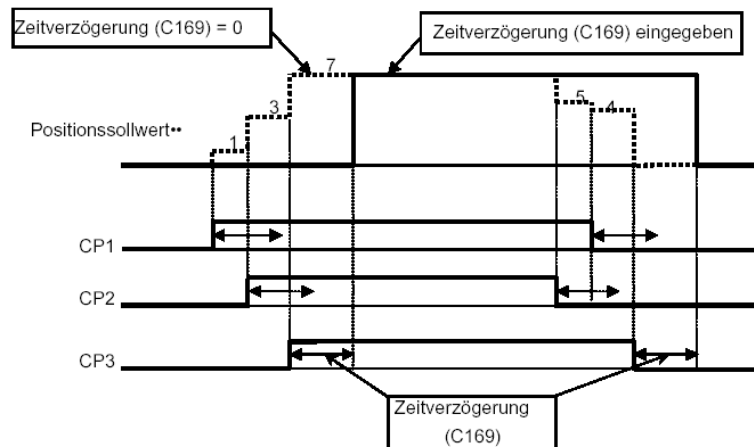 Zeitverzögerung (C169) = 0
Zeitverzögerung (C169) eingegeben
7
3
5
4
Positionssollwert••
1
CP1
CP2
CP3
Zeitverzögerung
(C169)